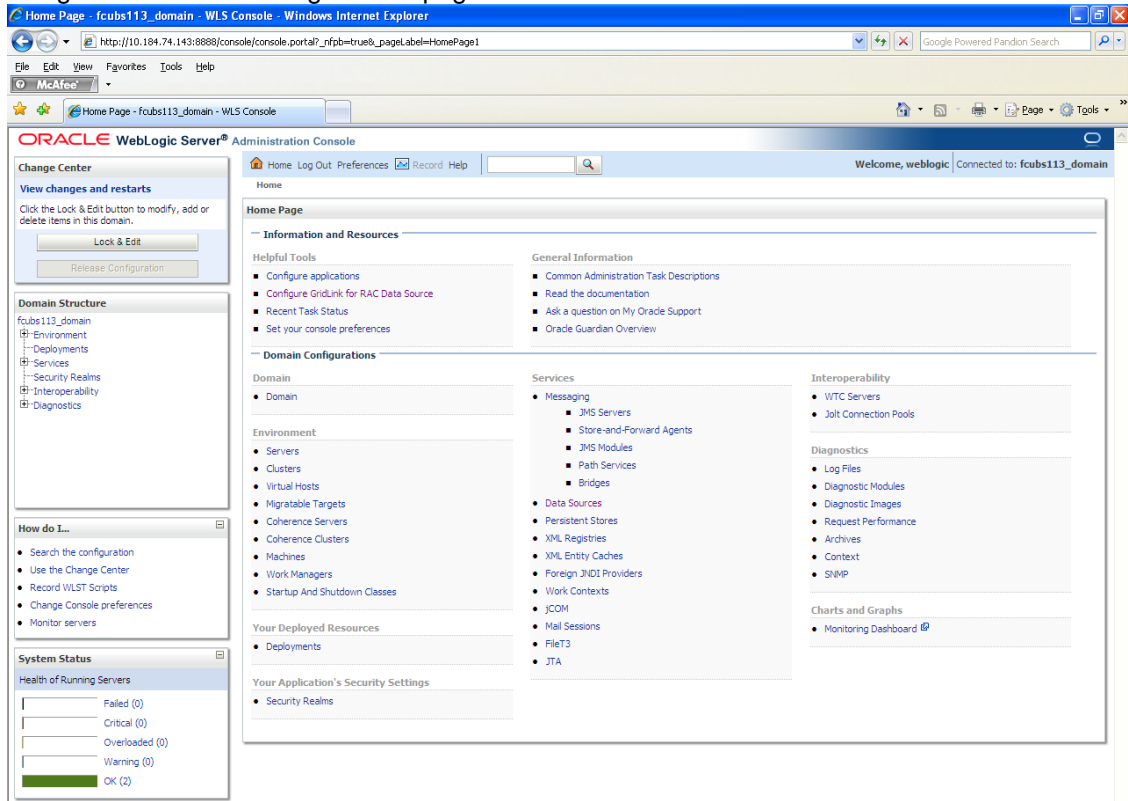 Home Page - fcubs113_domain - WLS Console - Windows Internet Explorer
http://10.184.74.143:8888/console/console.portal?_nfpb=true&_pageLabel=HomePage1
Google Powered Pandion Search
File Edit View Favorites Tools Help
McAfee
Home Page - fcubs113_domain - WLS Console
Page Tools
ORACLE WebLogic Server® Administration Console
Home Log Out Preferences Record Help
Welcome, weblogic Connected to: fcubs113_domain
Home
Change Center
View changes and restarts
Click the Lock & Edit button to modify, add or
delete items in this domain.
Lock & Edit
Release Configuration
Domain Structure
fcubs113_domain
Environment
Deployments
Services
Security Realms
Interoperability
Diagnostics
How do I...
Search the configuration
Use the Change Center
Record WLST Scripts
Change Console preferences
Monitor servers
System Status
Health of Running Servers
Failed (0)
Critical (0)
Overloaded (0)
Warning (0)
OK (2)
Home Page
Information and Resources
Helpful Tools
Configure applications
Configure GridLink for RAC Data Source
Recent Task Status
Set your console preferences
General Information
Common Administration Task Descriptions
Read the documentation
Ask a question on My Oracle Support
Oracle Guardian Overview
Domain Configurations
Domain
Domain
Environment
Servers
Clusters
Virtual Hosts
Migratable Targets
Coherence Servers
Coherence Clusters
Machines
Work Managers
Startup And Shutdown Classes
Your Deployed Resources
Deployments
Your Application's Security Settings
Security Realms
Services
Messaging
JMS Servers
Store-and-Forward Agents
JMS Modules
Path Services
Bridges
Data Sources
Persistent Stores
XML Registries
XML Entity Caches
Foreign JNDI Providers
Work Contexts
jCOM
Mail Sessions
FileT3
JTA
Interoperability
WTC Servers
Jolt Connection Pools
Diagnostics
Log Files
Diagnostic Modules
Diagnostic Images
Request Performance
Archives
Context
SNMP
Charts and Graphs
Monitoring Dashboard